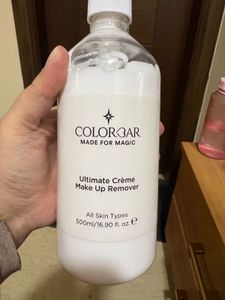 COLORBAR
MADE FOR MAGIC
Ultimate Crème
Make Up Remover
All Skin Types
500ml/16.90 fl. oz. ℮